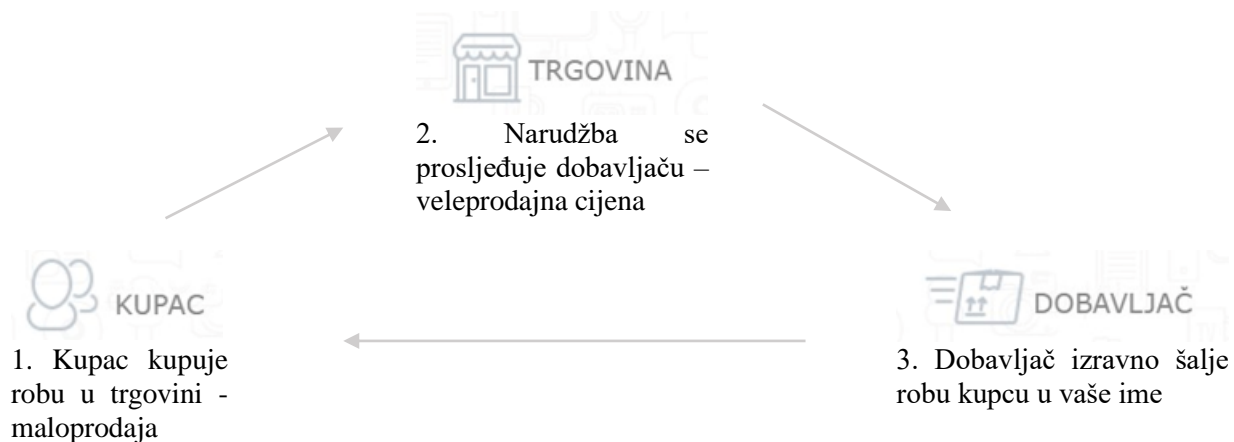 TRGOVINA
2. Narudžba se
prosljeđuje dobavljaču –
veleprodajna cijena
KUPAC
1. Kupac kupuje
robu u trgovini -
maloprodaja
DOBAVLJAČ
3. Dobavljač izravno šalje
robu kupcu u vaše ime